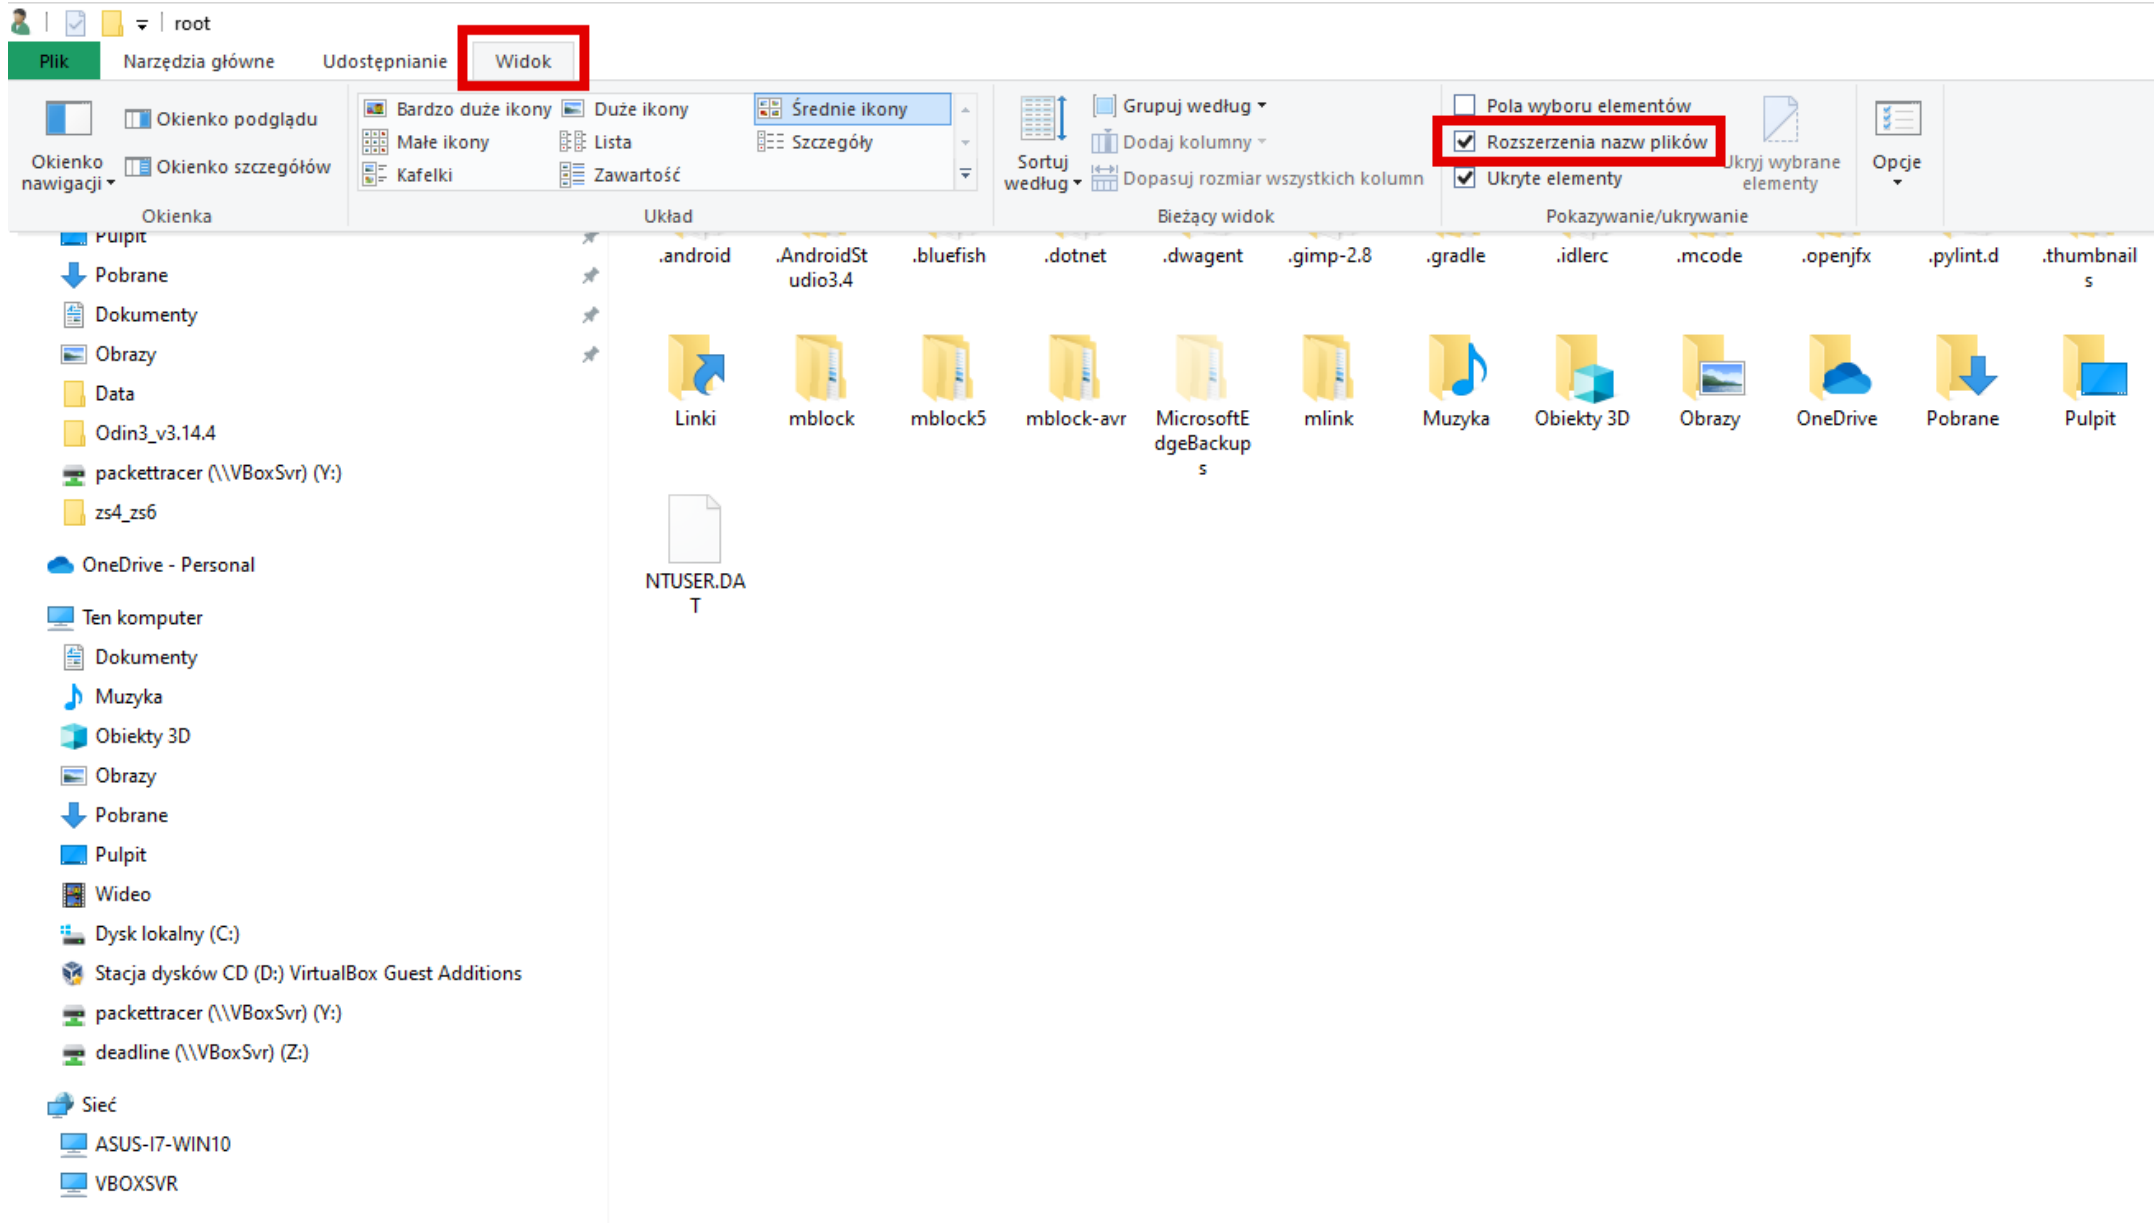 root
Plik Narzędzia główne Udostępnianie Widok
Okienko nawigacji
Okienko podglądu
Okienko szczegółów
Okienka
Bardzo duże ikony Duże ikony Średnie ikony
Małe ikony Lista Szczegóły
Kafelki Zawartość
Układ
Sortuj według
Grupuj według
Dodaj kolumny
Dopasuj rozmiar wszystkich kolumn
Bieżący widok
Pola wyboru elementów
Rozszerzenia nazw plików
Ukryte elementy
Ukryj wybrane
elementy
Pokazywanie/ukrywanie
Opcje
Pulpit
Pobrane
Dokumenty
Obrazy
Data
Odin3_v3.14.4
packettracer (\\VBoxSvr) (Y:)
zs4_zs6
OneDrive - Personal
Ten komputer
Dokumenty
Muzyka
Obiekty 3D
Obrazy
Pobrane
Pulpit
Wideo
Dysk lokalny (C:)
Stacja dysków CD (D:) VirtualBox Guest Additions
packettracer (\\VBoxSvr) (Y:)
deadline (\\VBoxSvr) (Z:)
Sieć
ASUS-I7-WIN10
VBOXSVR
.android .AndroidSt .bluefish .dotnet .dwagent .gimp-2.8 .gradle .idlerc .mcode .openjfx .pylint.d .thumbnail
udio3.4 s
Linki mblock mblock5 mblock-avr MicrosoftE mlink Muzyka Obiekty 3D Obrazy OneDrive Pobrane Pulpit
dgeBackup
s
NTUSER.DA
T